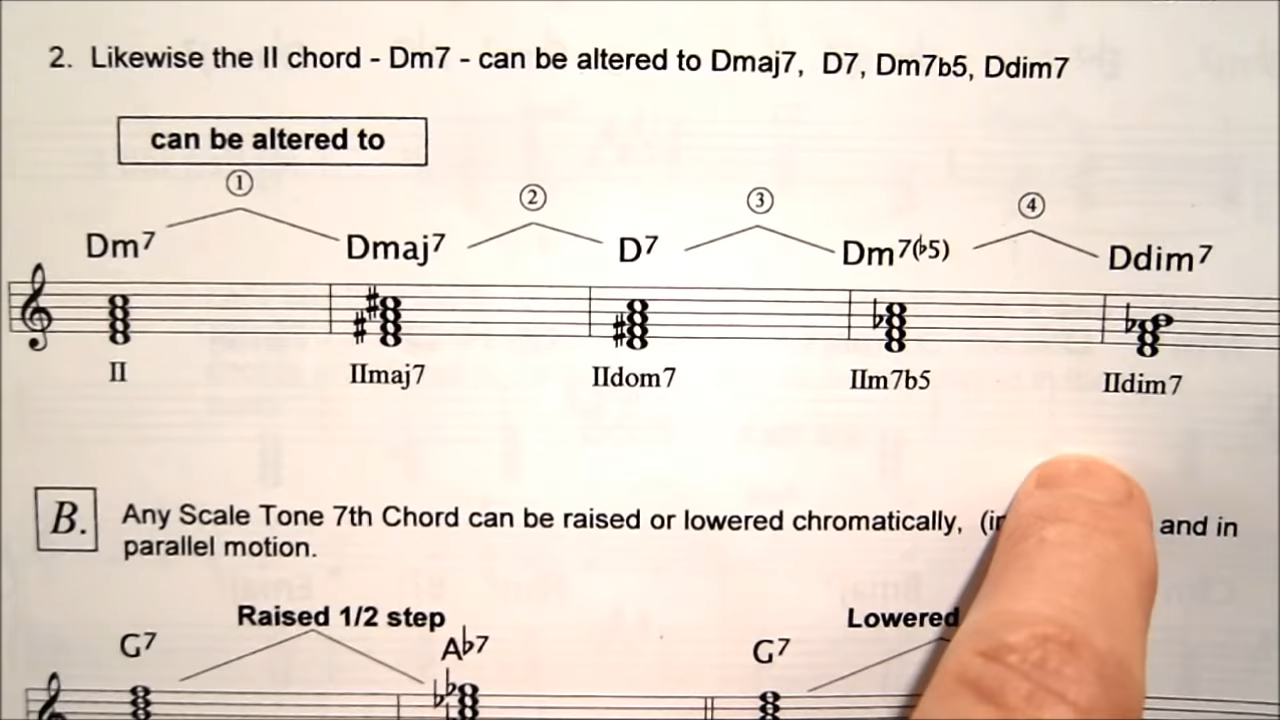 2. Likewise the II chord - Dm7 - can be altered to Dmaj7, D7, Dm7b5, Ddim7
can be altered to
① ② ③ ④
Dm7 Dmaj7 D7 Dm7(♭5) Ddim7
II IImaj7 IIdom7 IIm7b5 IIdim7
B. Any Scale Tone 7th Chord can be raised or lowered chromatically, and in
parallel motion.
Raised 1/2 step Lowered
G7 A♭7 G7